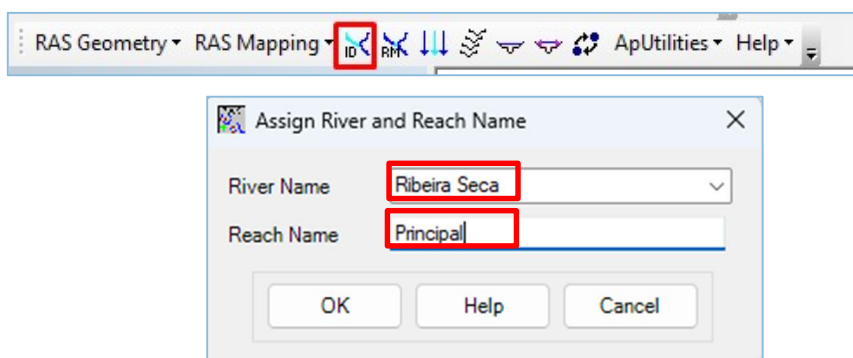 RAS Geometry RAS Mapping ID RM ApUtilities Help
Assign River and Reach Name
River Name Ribeira Seca
Reach Name Principal
OK Help Cancel